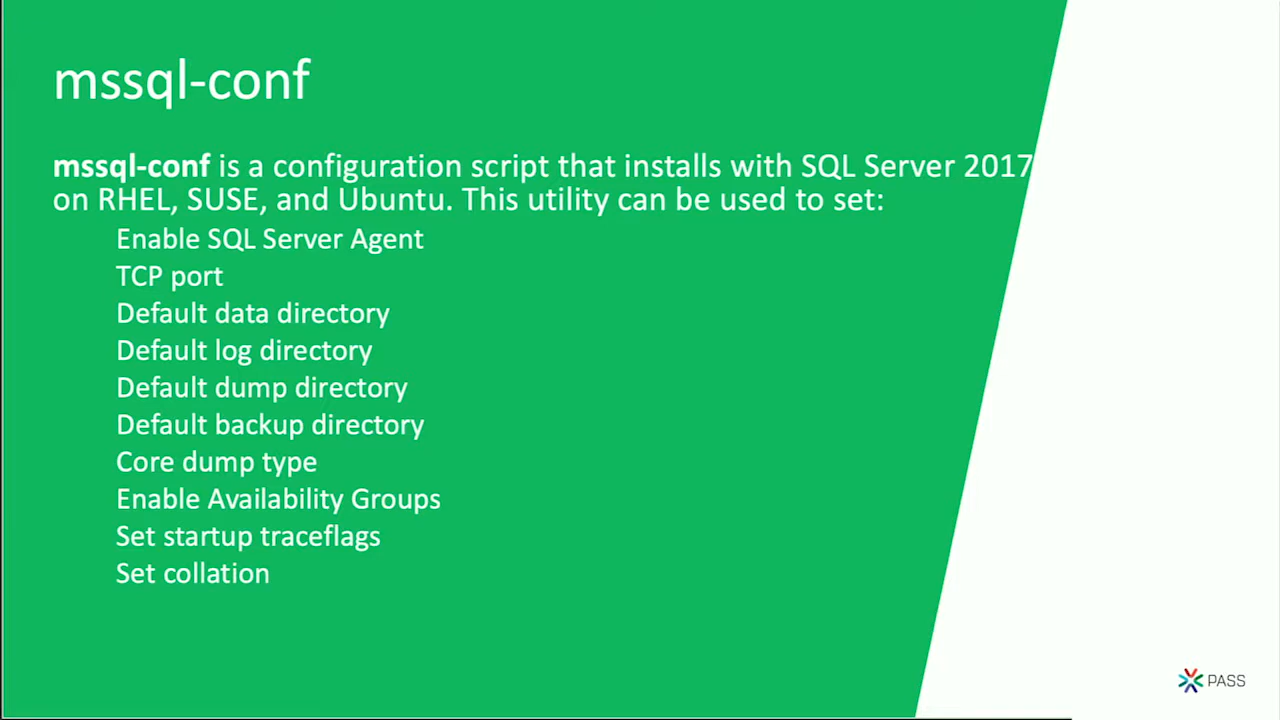 mssql-conf
mssql-conf is a configuration script that installs with SQL Server 2017
on RHEL, SUSE, and Ubuntu. This utility can be used to set:
Enable SQL Server Agent
TCP port
Default data directory
Default log directory
Default dump directory
Default backup directory
Core dump type
Enable Availability Groups
Set startup traceflags
Set collation
PASS